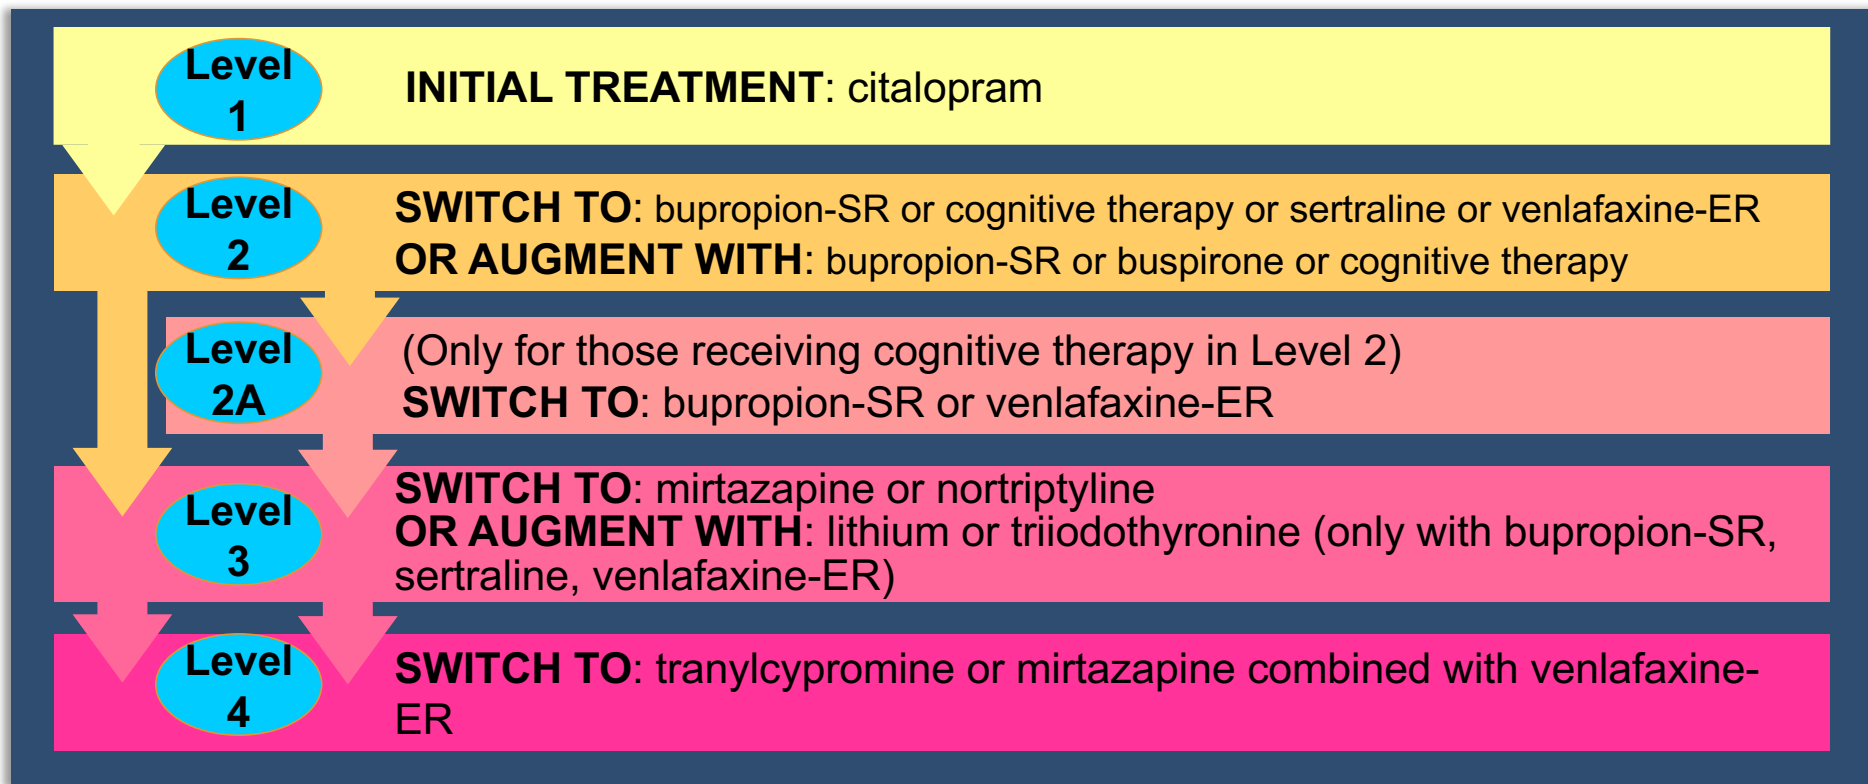 Level
1
INITIAL TREATMENT: citalopram
Level
2
SWITCH TO: bupropion-SR or cognitive therapy or sertraline or venlafaxine-ER
OR AUGMENT WITH: bupropion-SR or buspirone or cognitive therapy
Level
2A
(Only for those receiving cognitive therapy in Level 2)
SWITCH TO: bupropion-SR or venlafaxine-ER
Level
3
SWITCH TO: mirtazapine or nortriptyline
OR AUGMENT WITH: lithium or triiodothyronine (only with bupropion-SR,
sertraline, venlafaxine-ER)
Level
4
SWITCH TO: tranylcypromine or mirtazapine combined with venlafaxine-
ER